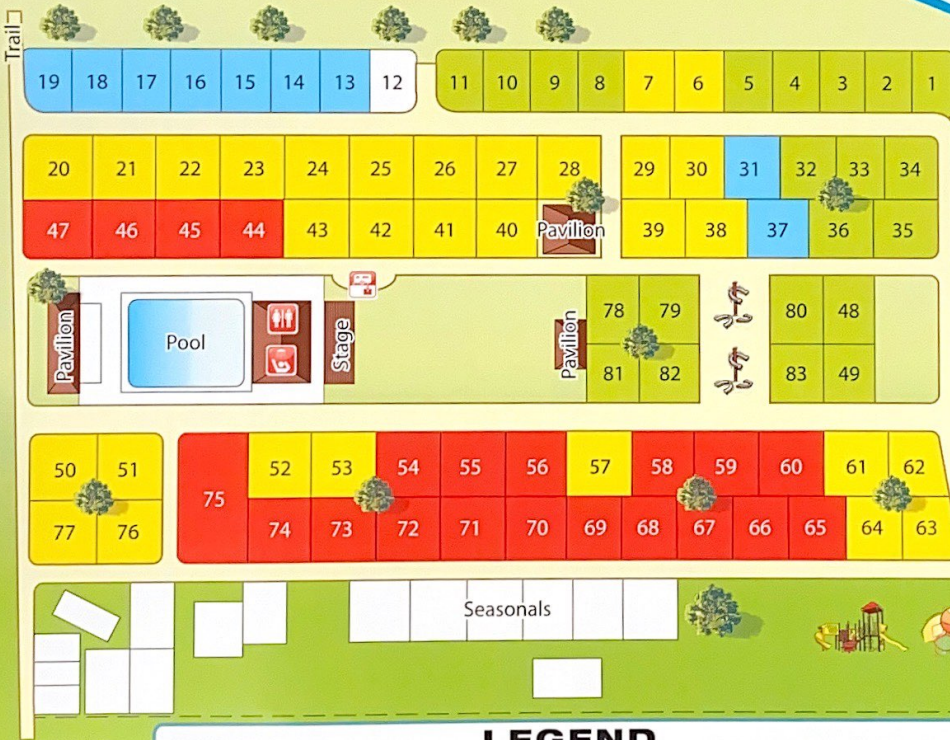 Trail
19 18 17 16 15 14 13 12 11 10 9 8 7 6 5 4 3 2 1
20 21 22 23 24 25 26 27 28 29 30 31 32 33 34
47 46 45 44 43 42 41 40 Pavilion 39 38 37 36 35
Pavilion
Pool
Stage
Pavilion
78 79 80 48
81 82 83 49
50 51 52 53 54 55 56 57 58 59 60 61 62
75
77 76 74 73 72 71 70 69 68 67 66 65 64 63
Seasonals
LEGEND